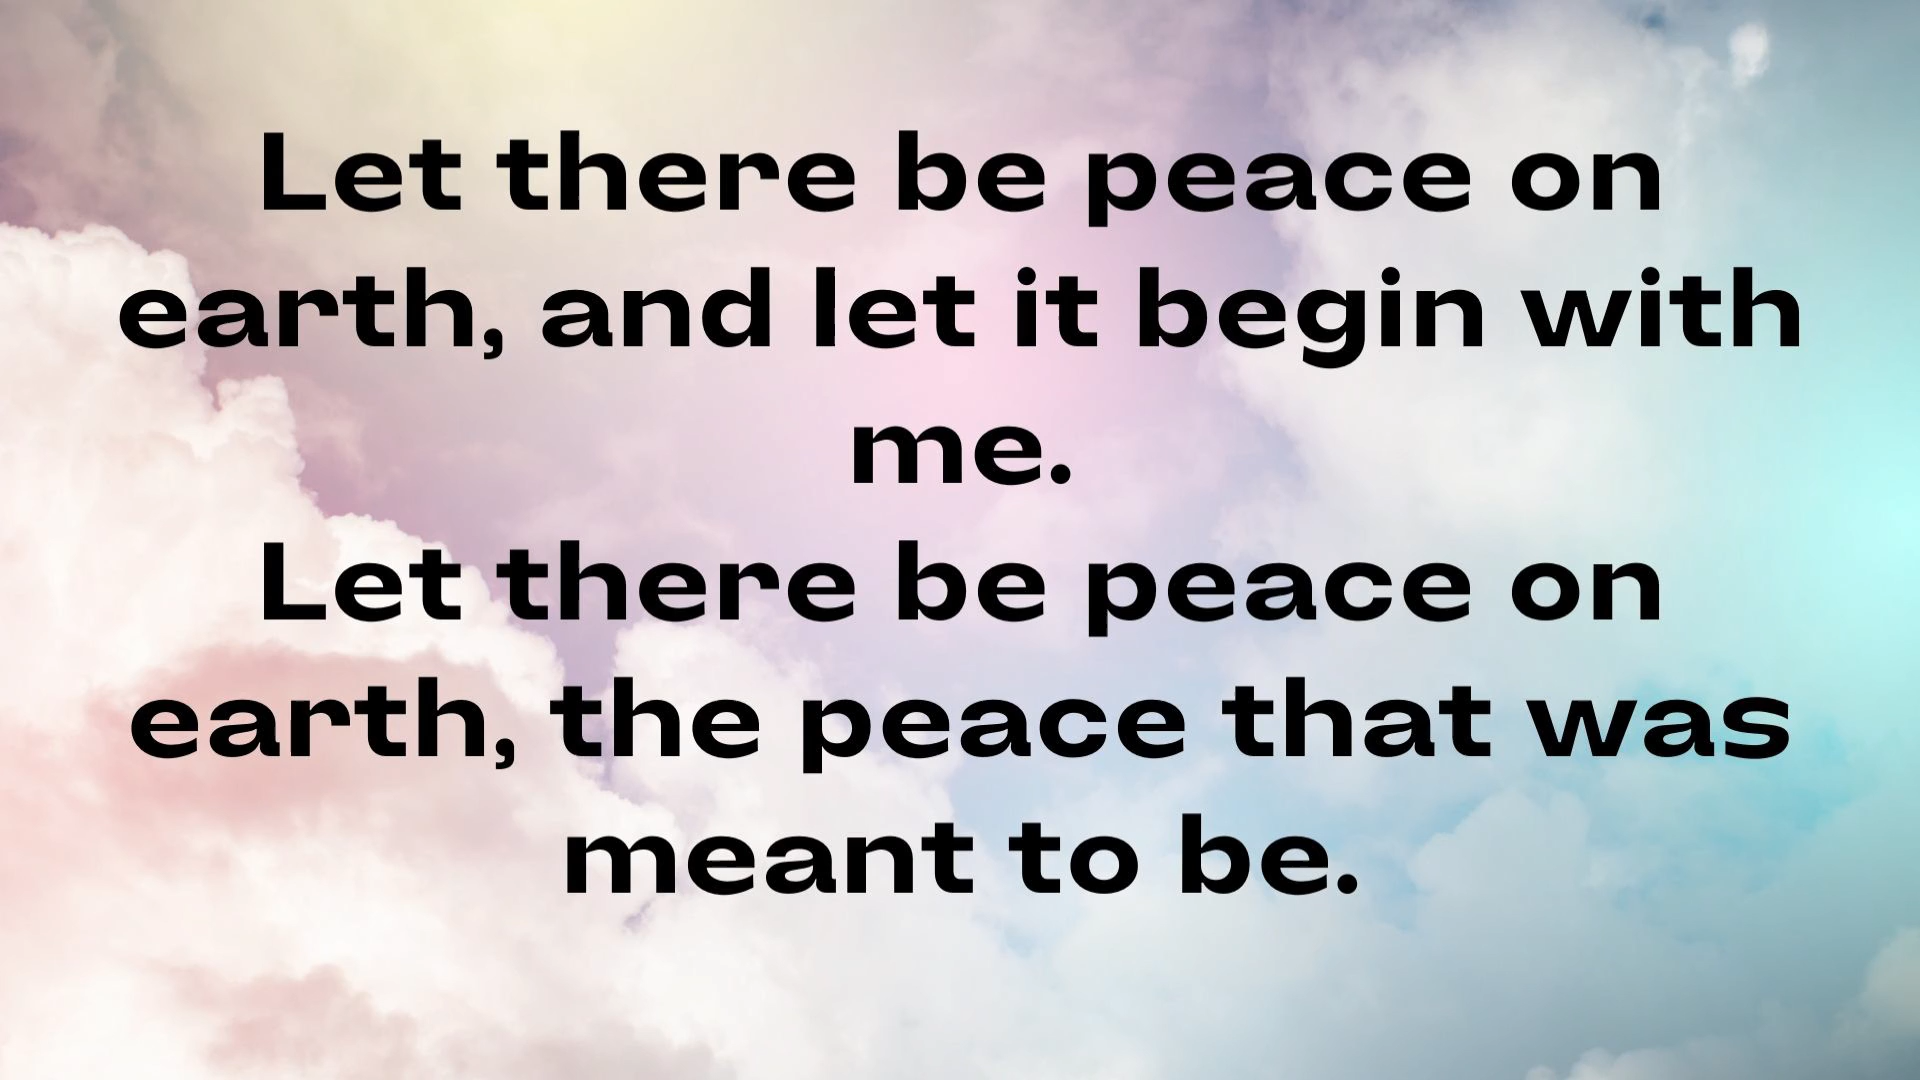 Let there be peace on
earth, and let it begin with
me.
Let there be peace on
earth, the peace that was
meant to be.